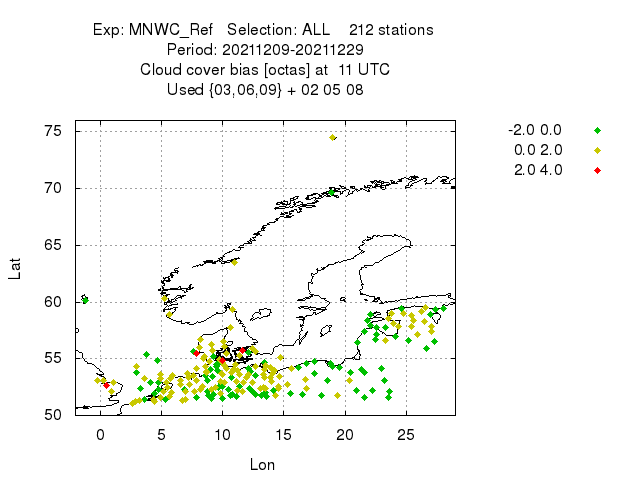 Exp: MNWC_Ref Selection: ALL 212 stations
Period: 20211209-20211229
Cloud cover bias [octas] at 11 UTC
Used {03,06,09} + 02 05 08
-2.0 0.0
0.0 2.0
2.0 4.0
75
70
65
60
55
50
Lat
0 5 10 15 20 25
Lon